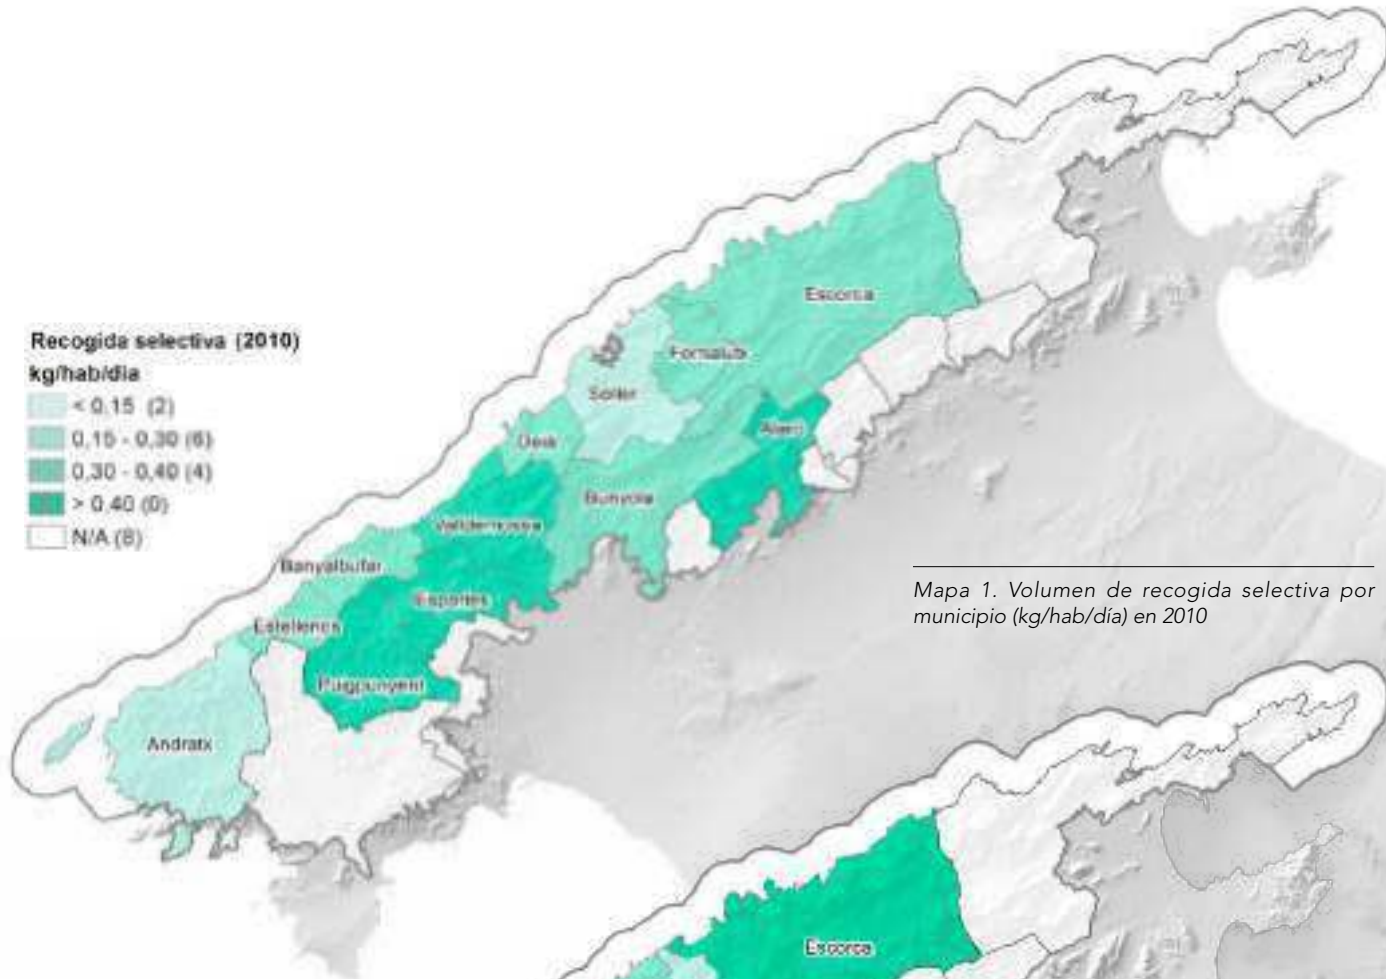 Recogida selectiva (2010)
kg/hab/dia
< 0.15 (2)
0,15 - 0,30 (6)
0,30 - 0,40 (4)
> 0.40 (0)
N/A (8)
Escorca
Fornalutx
Sóller
Deià
Alaró
Bunyola
Valldemossa
Banyalbufar
Esporles
Estellencs
Puigpunyent
Andratx
Mapa 1. Volumen de recogida selectiva por
municipio (kg/hab/día) en 2010
Escorca